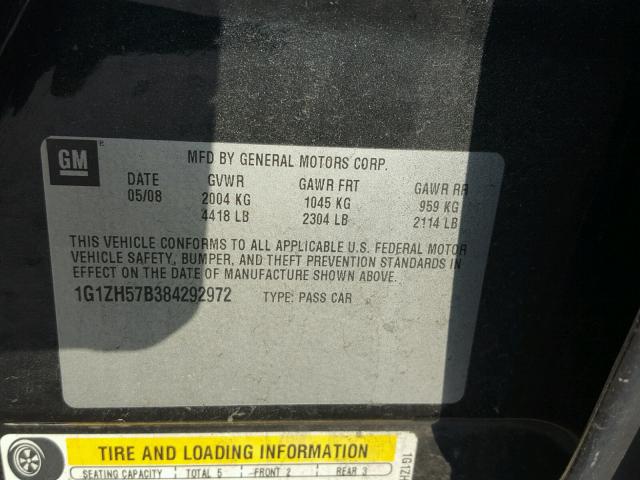 GM
MFD BY GENERAL MOTORS CORP.
DATE GVWR GAWR FRT GAWR RR
05/08 2004 KG 1045 KG 959 KG
4418 LB 2304 LB 2114 LB
THIS VEHICLE CONFORMS TO ALL APPLICABLE U.S. FEDERAL MOTOR
VEHICLE SAFETY, BUMPER, AND THEFT PREVENTION STANDARDS IN
EFFECT ON THE DATE OF MANUFACTURE SHOWN ABOVE.
1G1ZH57B384292972 TYPE: PASS CAR
TIRE AND LOADING INFORMATION
SEATING CAPACITY TOTAL 5 FRONT 2 REAR 3
1G1ZH